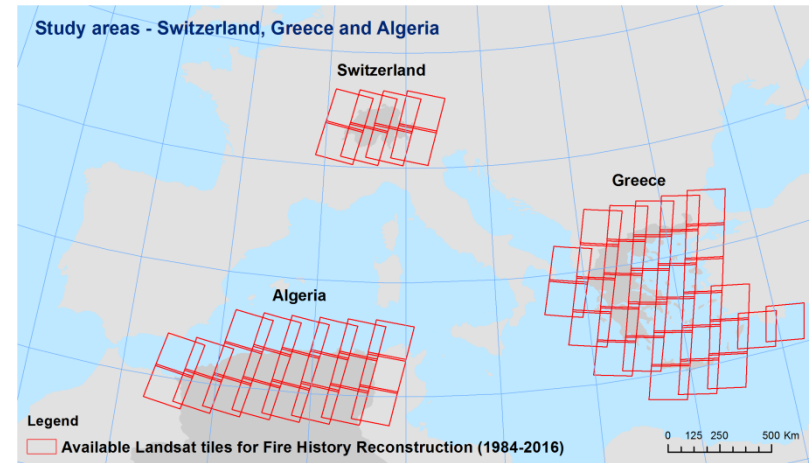 Study areas - Switzerland, Greece and Algeria
Switzerland
Greece
Algeria
Legend
Available Landsat tiles for Fire History Reconstruction (1984-2016)
0 125 250 500 Km